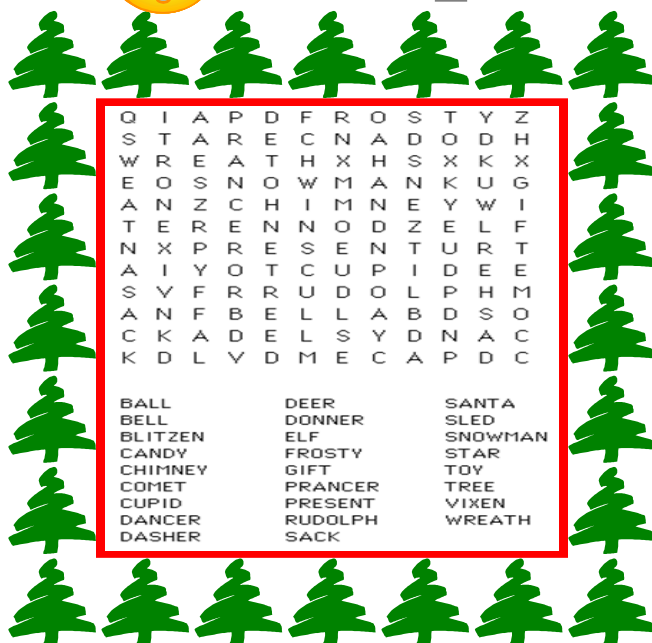 Q I A P D F R O S T Y Z
S T A R E C N A D O D H
W R E A T H X H S X K X
E O S N O W M A N K U G
A N Z C H I M N E Y W I
T E R E N N O D Z E L F
N X P R E S E N T U R T
A I Y O T C U P I D E E
S V F R R U D O L P H M
A N F B E L L A B D S O
C K A D E L S Y D N A C
K D L V D M E C A P D C
BALL DEER SANTA
BELL DONNER SLED
BLITZEN ELF SNOWMAN
CANDY FROSTY STAR
CHIMNEY GIFT TOY
COMET PRANCER TREE
CUPID PRESENT VIXEN
DANCER RUDOLPH WREATH
DASHER SACK